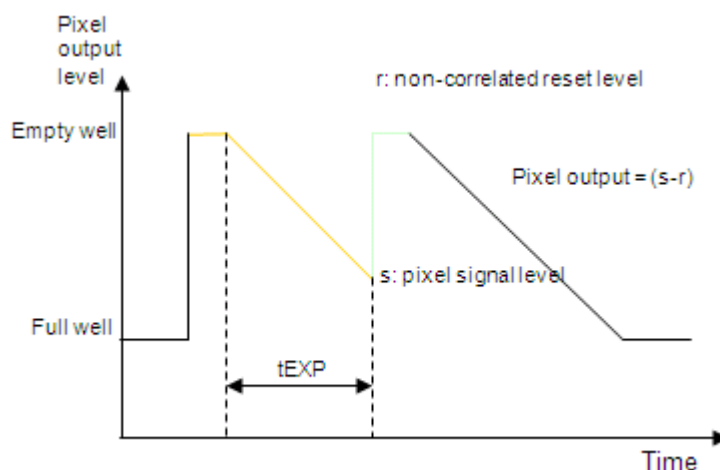 Pixel
output
level
r: non-correlated reset level
Empty well
Pixel output = (s-r)
s: pixel signal level
Full well
tEXP
Time